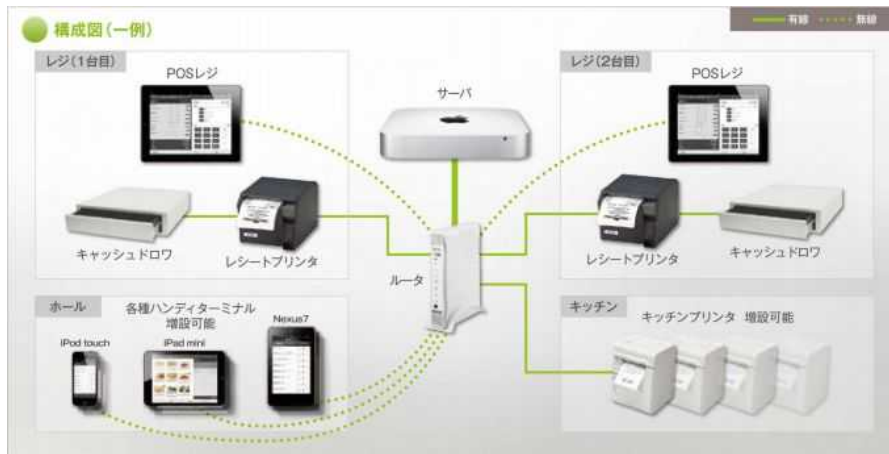 構成図(一例)
有線
無線
レジ(1台目)
POSレジ
キャッシュドロワ
レシートプリンタ
サーバ
ルータ
レジ(2台目)
POSレジ
レシートプリンタ
キャッシュドロワ
ホール
各種ハンディターミナル
増設可能
iPod touch
iPad mini
Nexus7
キッチン
キッチンプリンタ 増設可能